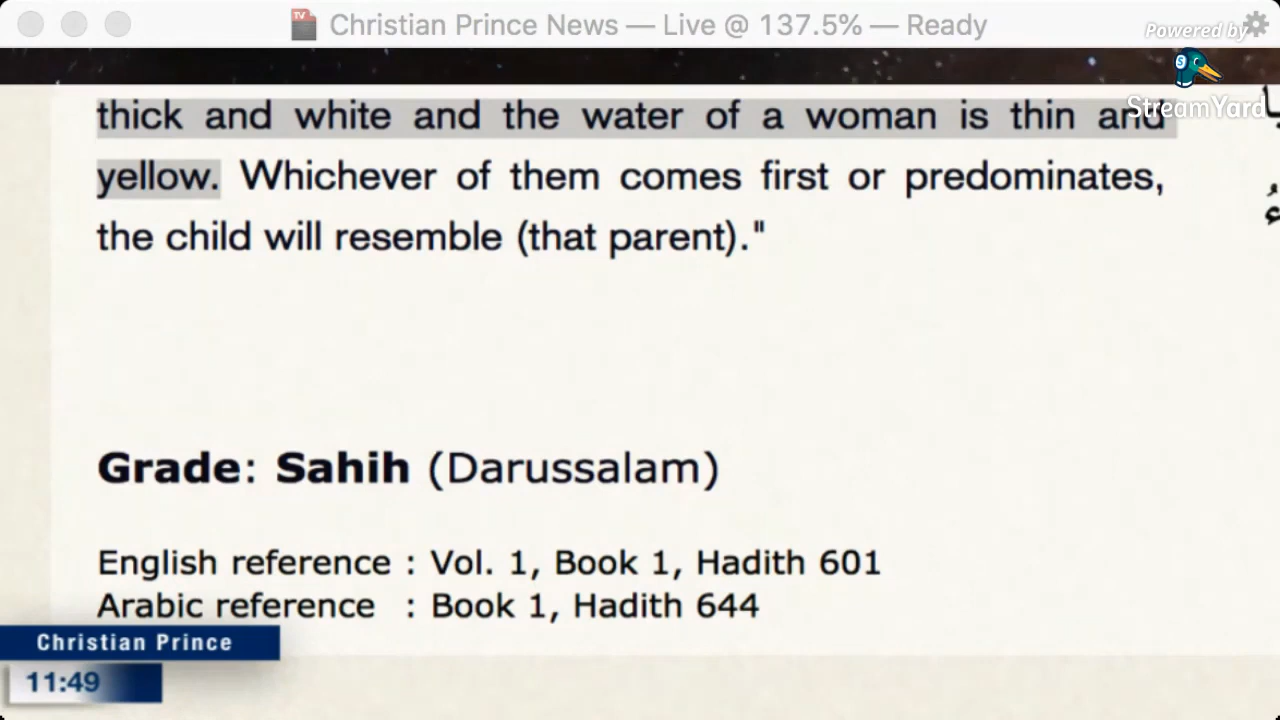 Christian Prince News — Live @ 137.5% — Ready
Powered by
StreamYard
thick and white and the water of a woman is thin and
yellow. Whichever of them comes first or predominates,
the child will resemble (that parent)."
Grade: Sahih (Darussalam)
English reference : Vol. 1, Book 1, Hadith 601
Arabic reference : Book 1, Hadith 644
Christian Prince
11:49